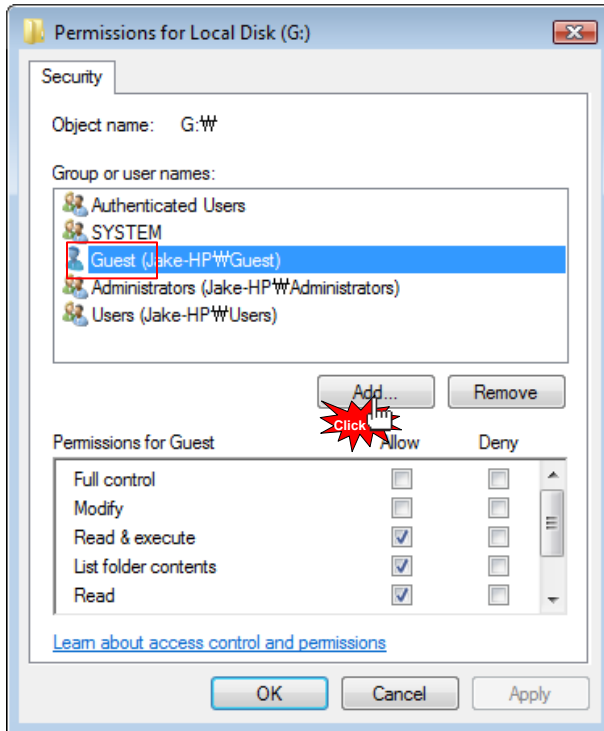 Permissions for Local Disk (G:)
Security
Object name: G:₩
Group or user names:
Authenticated Users
SYSTEM
Guest (Jake-HP₩Guest)
Administrators (Jake-HP₩Administrators)
Users (Jake-HP₩Users)
Add... Remove
Click
Permissions for Guest Allow Deny
Full control
Modify
Read & execute
List folder contents
Read
Learn about access control and permissions
OK Cancel Apply